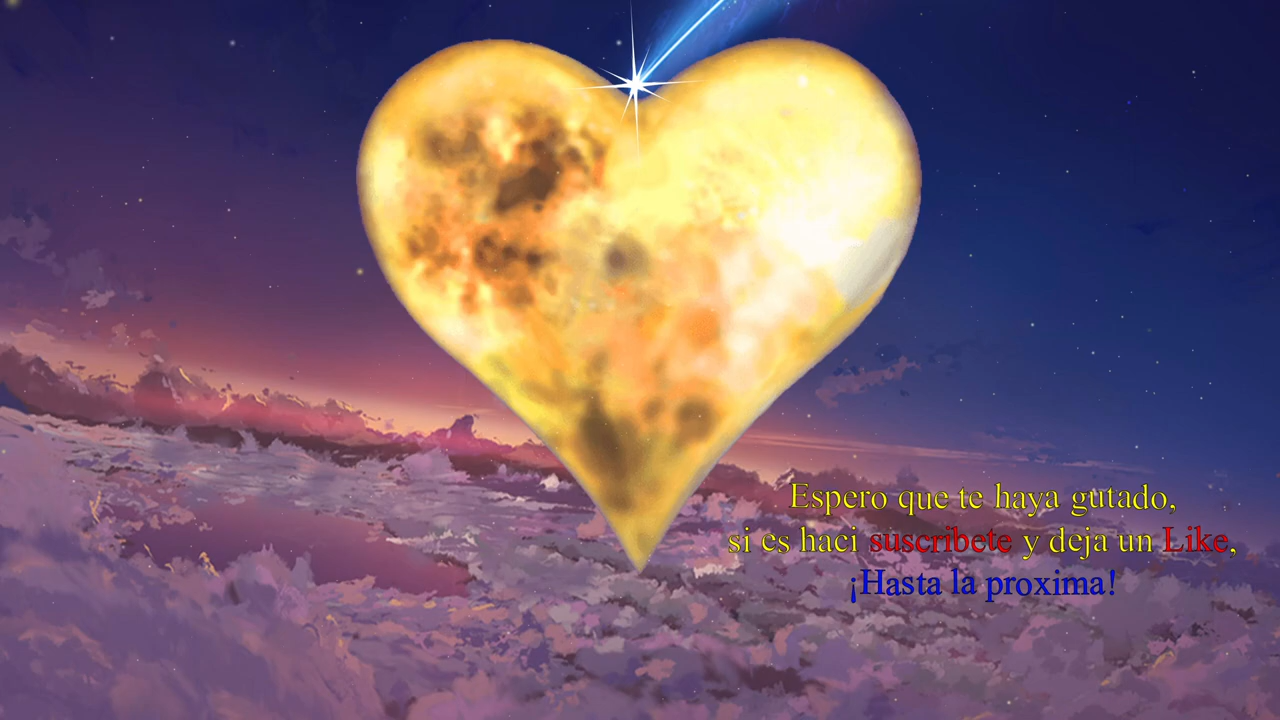 Espero que te haya gutado,
si es haci suscribete y deja un Like,
¡Hasta la proxima!